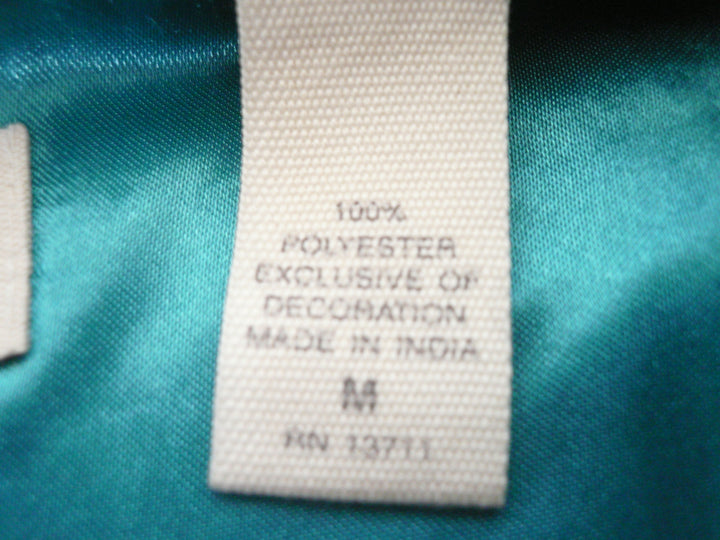 100%
POLYESTER
EXCLUSIVE OF
DECORATION
MADE IN INDIA
M
RN 13711